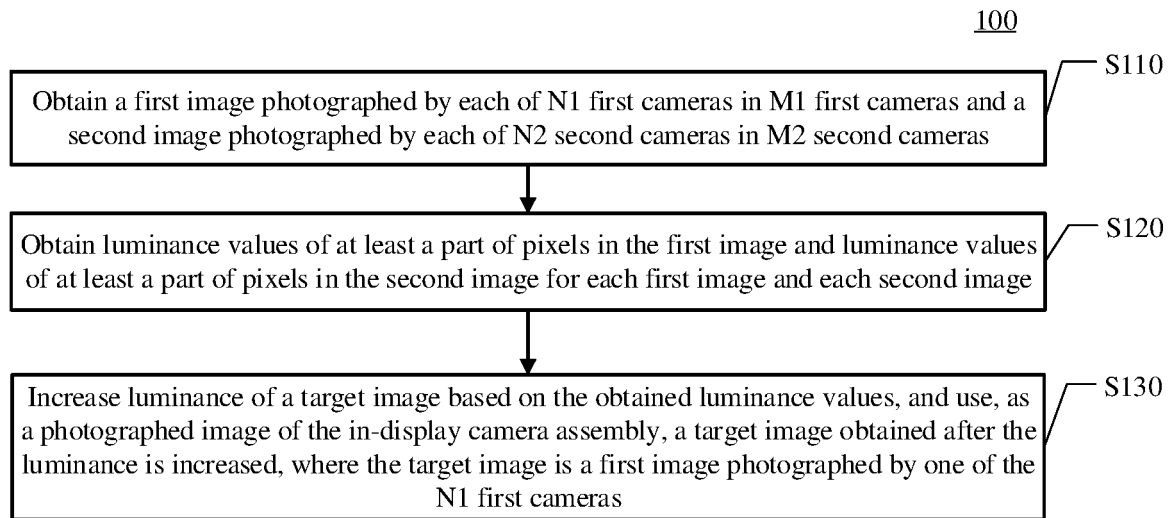 100
S110
Obtain a first image photographed by each of N1 first cameras in M1 first cameras and a
second image photographed by each of N2 second cameras in M2 second cameras
S120
Obtain luminance values of at least a part of pixels in the first image and luminance values
of at least a part of pixels in the second image for each first image and each second image
S130
Increase luminance of a target image based on the obtained luminance values, and use, as
a photographed image of the in-display camera assembly, a target image obtained after the
luminance is increased, where the target image is a first image photographed by one of the
N1 first cameras